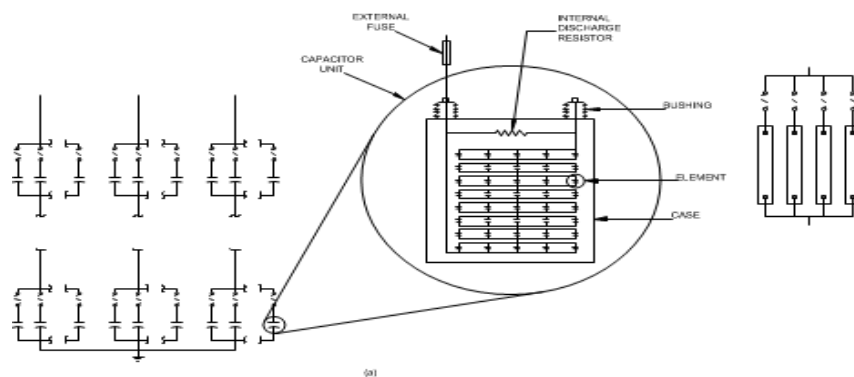 EXTERNAL
FUSE
INTERNAL
DISCHARGE
RESISTOR
CAPACITOR
UNIT
BUSHING
ELEMENT
CASE
(a)